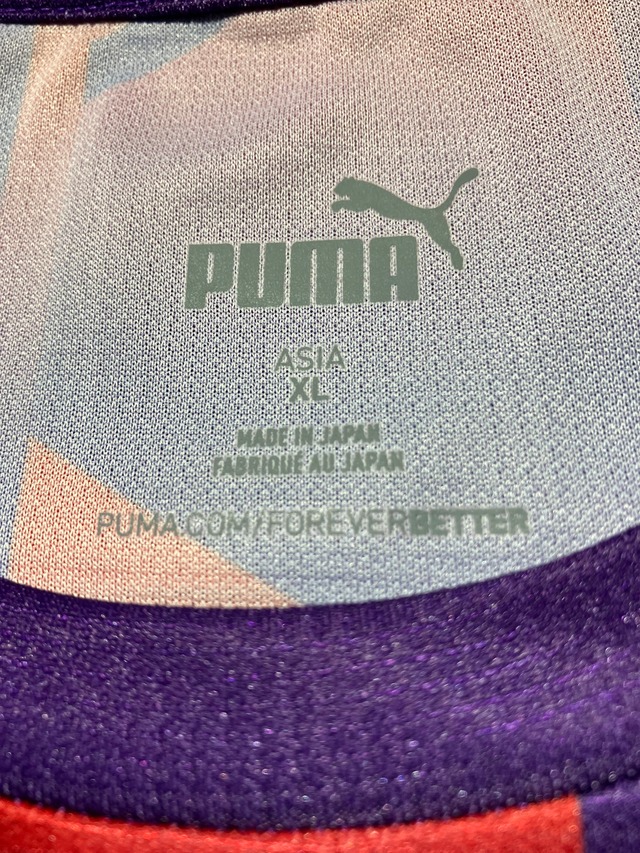 PUMA
ASIA
XL
MADE IN JAPAN
FABRIQUÉ AU JAPAN
PUMA.COM/FOREVERBETTER